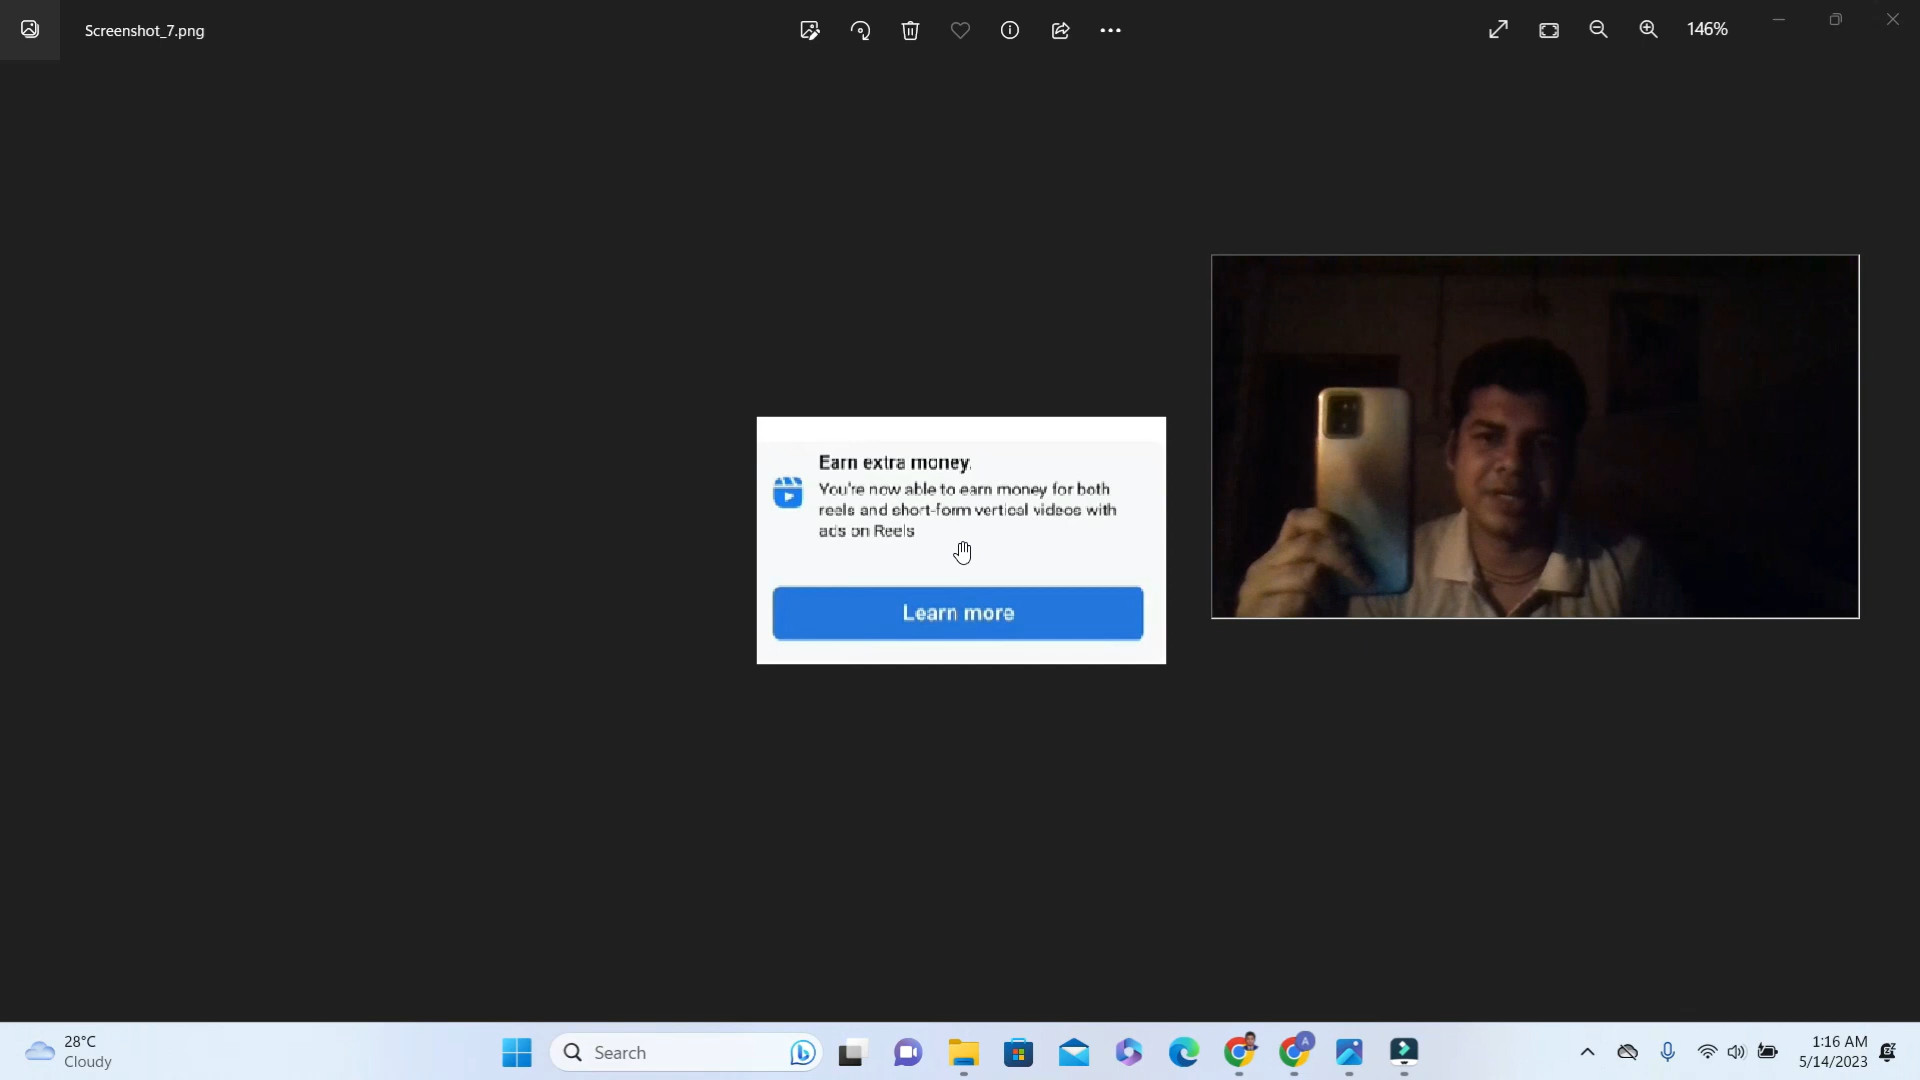 Screenshot_7.png
146%
Earn extra money.
You're now able to earn money for both
reels and short-form vertical videos with
ads on Reels
Learn more
28°C
Cloudy
Search
A
1:16 AM
5/14/2023